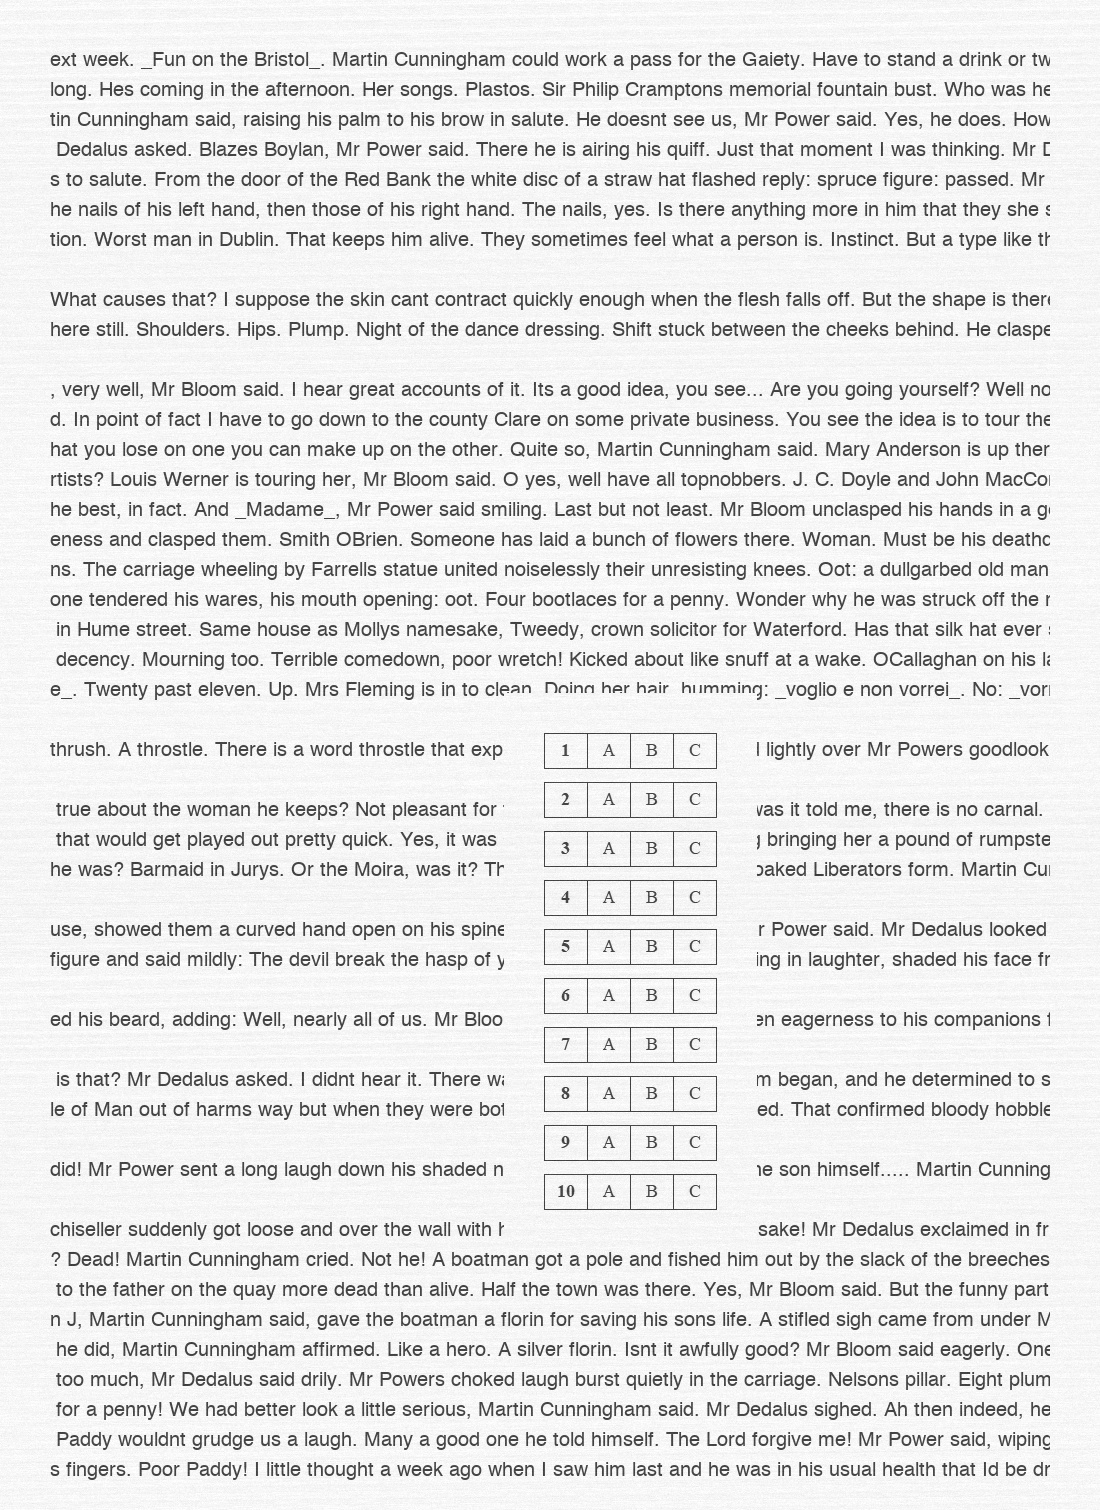 ext week. _Fun on the Bristol_. Martin Cunningham could work a pass for the Gaiety. Have to stand a drink or tw
long. Hes coming in the afternoon. Her songs. Plastos. Sir Philip Cramptons memorial fountain bust. Who was he
tin Cunningham said, raising his palm to his brow in salute. He doesnt see us, Mr Power said. Yes, he does. How
Dedalus asked. Blazes Boylan, Mr Power said. There he is airing his quiff. Just that moment I was thinking. Mr
s to salute. From the door of the Red Bank the white disc of a straw hat flashed reply: spruce figure: passed. Mr
he nails of his left hand, then those of his right hand. The nails, yes. Is there anything more in him that they she
tion. Worst man in Dublin. That keeps him alive. They sometimes feel what a person is. Instinct. But a type like
What causes that? I suppose the skin cant contract quickly enough when the flesh falls off. But the shape is there
here still. Shoulders. Hips. Plump. Night of the dance dressing. Shift stuck between the cheeks behind. He claspe
, very well, Mr Bloom said. I hear great accounts of it. Its a good idea, you see... Are you going yourself? Well no
d. In point of fact I have to go down to the county Clare on some private business. You see the idea is to tour the
hat you lose on one you can make up on the other. Quite so, Martin Cunningham said. Mary Anderson is up ther
rtists? Louis Werner is touring her, Mr Bloom said. O yes, well have all topnobbers. J. C. Doyle and John MacCo
he best, in fact. And _Madame_, Mr Power said smiling. Last but not least. Mr Bloom unclasped his hands in a g
eness and clasped them. Smith OBrien. Someone has laid a bunch of flowers there. Woman. Must be his death
ns. The carriage wheeling by Farrells statue united noiselessly their unresisting knees. Oot: a dullgarbed old man
one tendered his wares, his mouth opening: oot. Four bootlaces for a penny. Wonder why he was struck off the
in Hume street. Same house as Mollys namesake, Tweedy, crown solicitor for Waterford. Has that silk hat ever
decency. Mourning too. Terrible comedown, poor wretch! Kicked about like snuff at a wake. OCallaghan on his la
e_. Twenty past eleven. Up. Mrs Fleming is in to clean. Doing her hair, humming: _voglio e non vorrei_. No: _vorr
thrush. A throstle. There is a word throstle that exp l lightly over Mr Powers goodlook
true about the woman he keeps? Not pleasant for was it told me, there is no carnal.
that would get played out pretty quick. Yes, it was g bringing her a pound of rumpste
he was? Barmaid in Jurys. Or the Moira, was it? Th oaked Liberators form. Martin Cu
use, showed them a curved hand open on his spine r Power said. Mr Dedalus looked
figure and said mildly: The devil break the hasp of y ing in laughter, shaded his face fr
ed his beard, adding: Well, nearly all of us. Mr Bloo en eagerness to his companions
is that? Mr Dedalus asked. I didnt hear it. There wa m began, and he determined to s
le of Man out of harms way but when they were bot ed. That confirmed bloody hobble
did! Mr Power sent a long laugh down his shaded n he son himself..... Martin Cunning
chiseller suddenly got loose and over the wall with h sake! Mr Dedalus exclaimed in fr
? Dead! Martin Cunningham cried. Not he! A boatman got a pole and fished him out by the slack of the breeches
to the father on the quay more dead than alive. Half the town was there. Yes, Mr Bloom said. But the funny part
n J, Martin Cunningham said, gave the boatman a florin for saving his sons life. A stifled sigh came from under M
he did, Martin Cunningham affirmed. Like a hero. A silver florin. Isnt it awfully good? Mr Bloom said eagerly. One
too much, Mr Dedalus said drily. Mr Powers choked laugh burst quietly in the carriage. Nelsons pillar. Eight plum
for a penny! We had better look a little serious, Martin Cunningham said. Mr Dedalus sighed. Ah then indeed, he
Paddy wouldnt grudge us a laugh. Many a good one he told himself. The Lord forgive me! Mr Power said, wiping
s fingers. Poor Paddy! I little thought a week ago when I saw him last and he was in his usual health that Id be dr
1 A B C
2 A B C
3 A B C
4 A B C
5 A B C
6 A B C
7 A B C
8 A B C
9 A B C
10 A B C